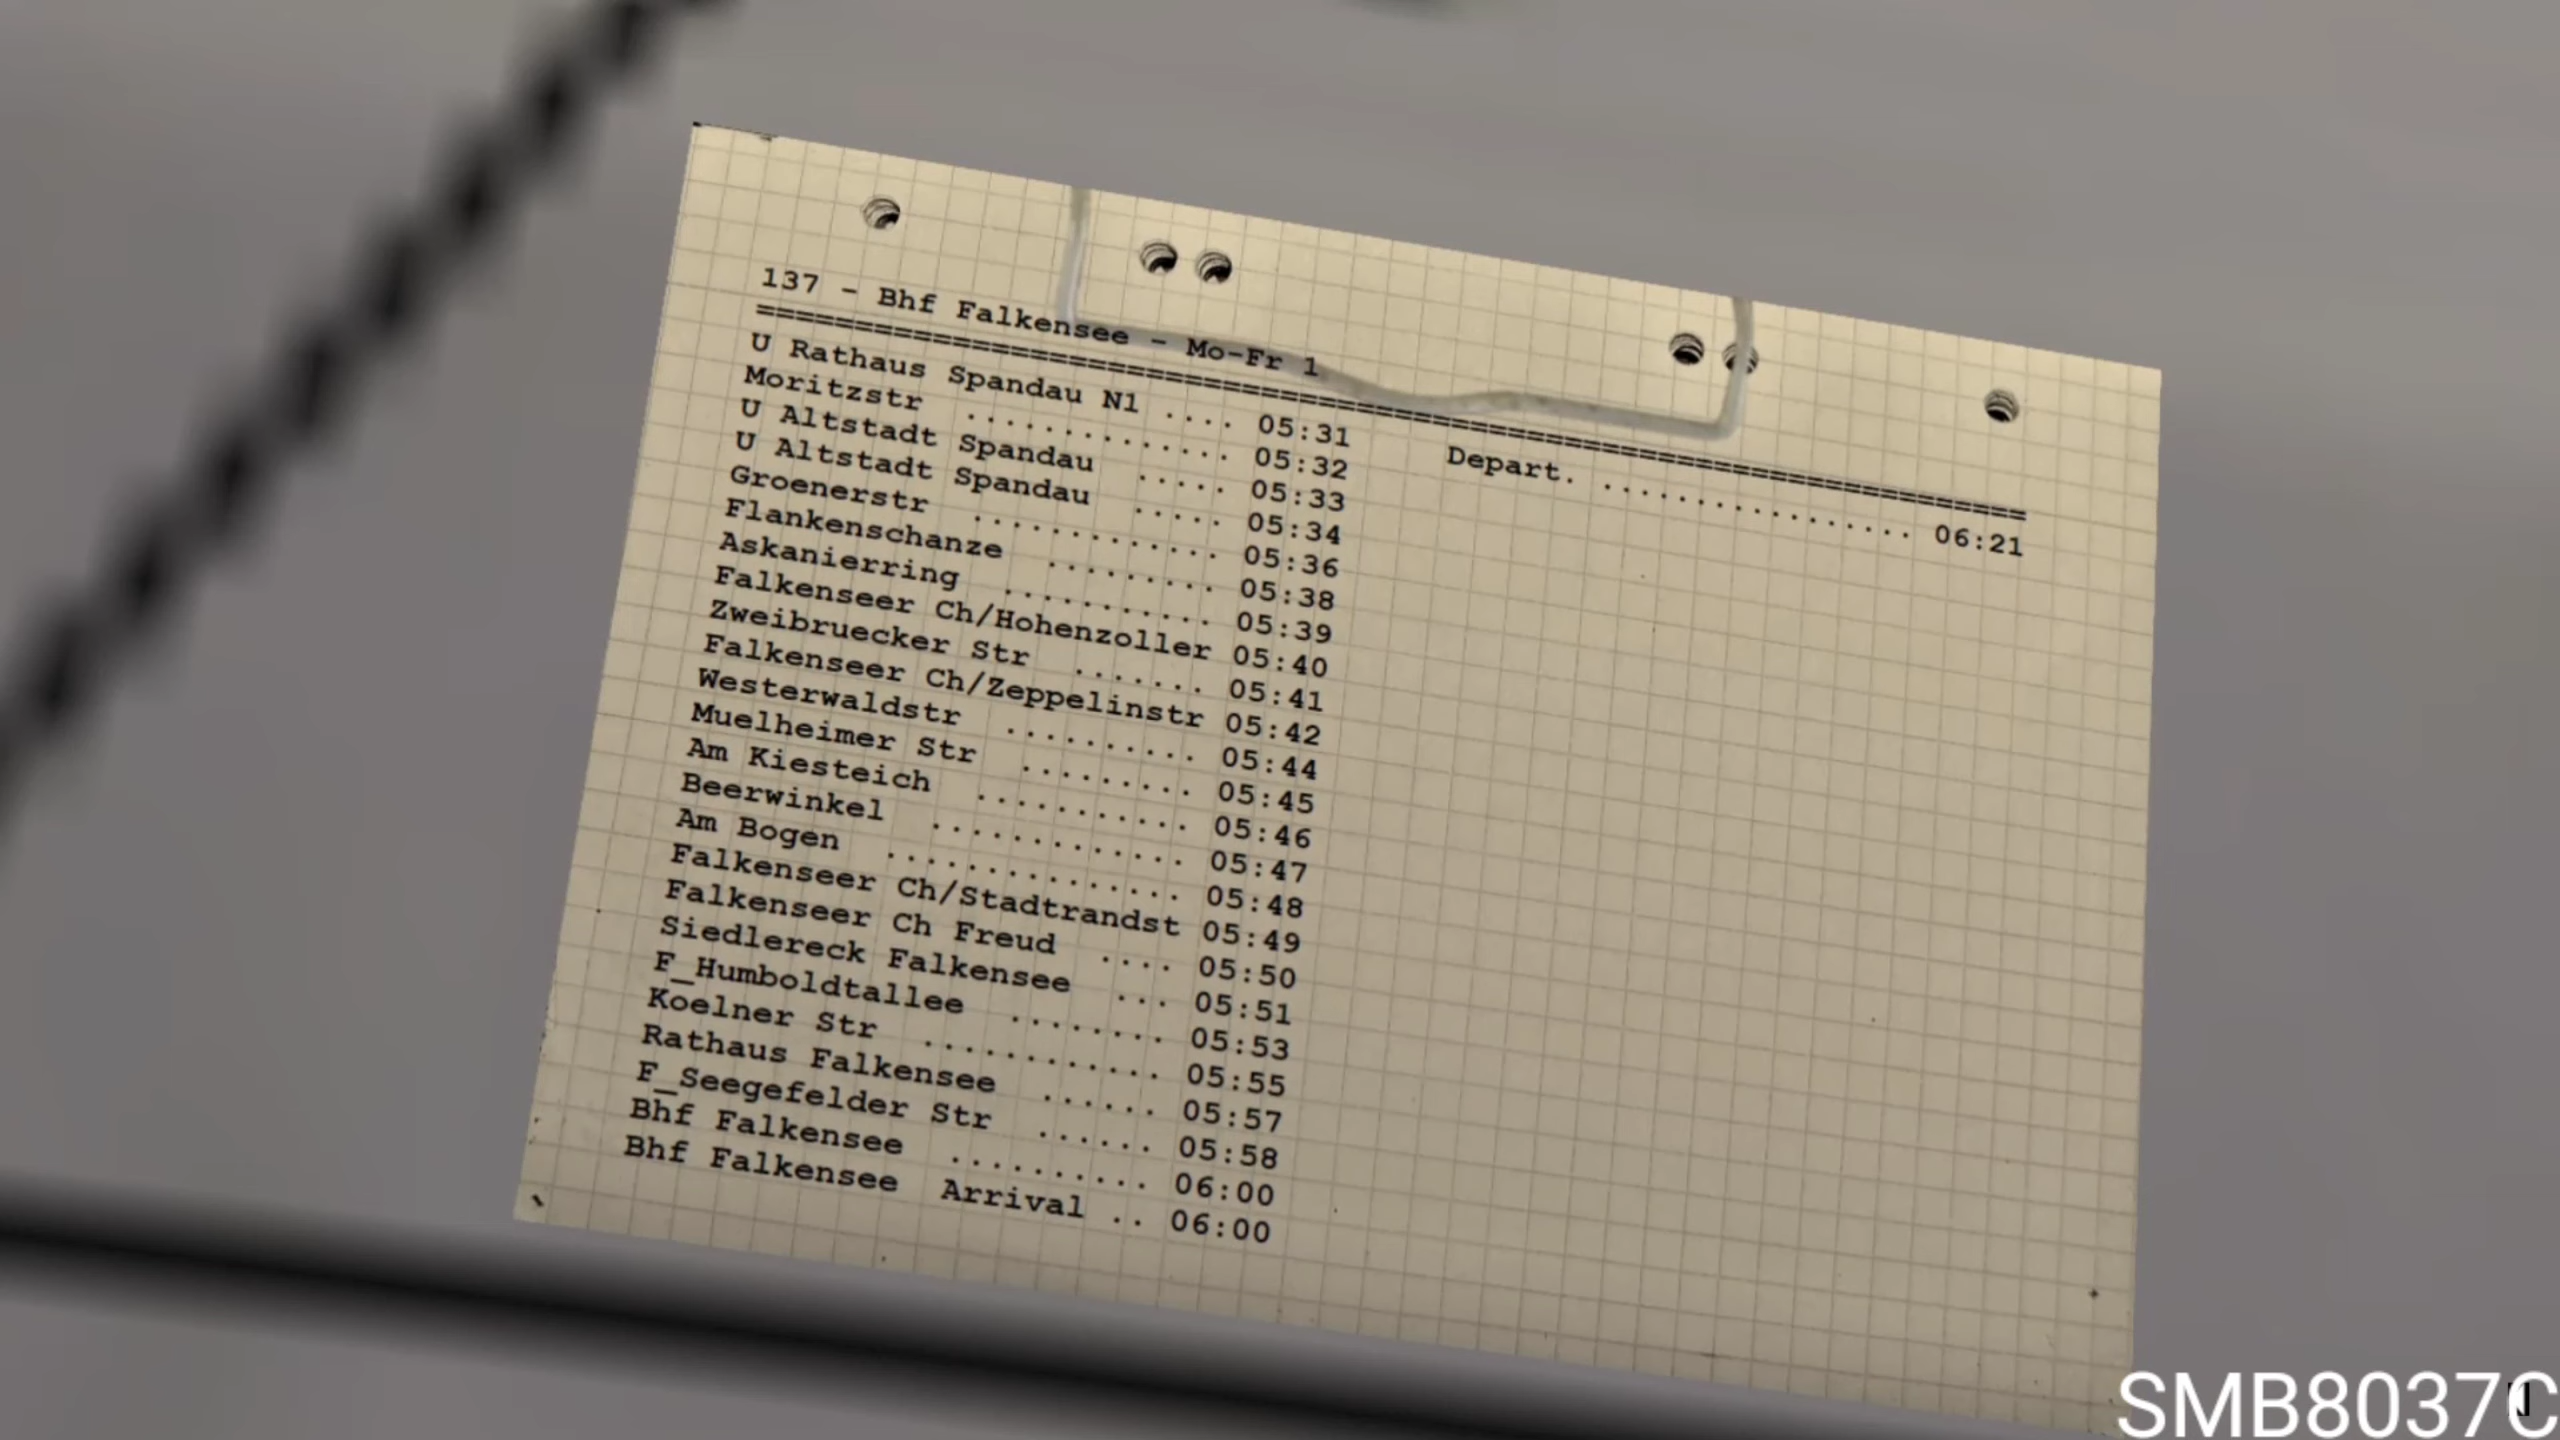 137 - Bhf Falkensee - Mo-Fr 1
=====================================================================
U Rathaus Spandau N1 .... 05:31
Moritzstr ............. 05:32
U Altstadt Spandau ..... 05:33
U Altstadt Spandau ..... 05:34
Groenerstr ........... 05:36
Flankenschanze ......... 05:38
Askanierring .......... 05:39
Falkenseer Ch/Hohenzoller 05:40
Zweibruecker Str ....... 05:41
Falkenseer Ch/Zeppelinstr 05:42
Westerwaldstr .......... 05:44
Muelheimer Str ......... 05:45
Am Kiesteich ........... 05:46
Beerwinkel ............. 05:47
Am Bogen ............... 05:48
Falkenseer Ch/Stadtrandst 05:49
Falkenseer Ch Freud .... 05:50
Siedlereck Falkensee ... 05:51
F_Humboldtallee ........ 05:53
Koelner Str ............ 05:55
Rathaus Falkensee ...... 05:57
F_Seegefelder Str ...... 05:58
Bhf Falkensee .......... 06:00
Bhf Falkensee Arrival .. 06:00
Depart. ................. 06:21
SMB8037C